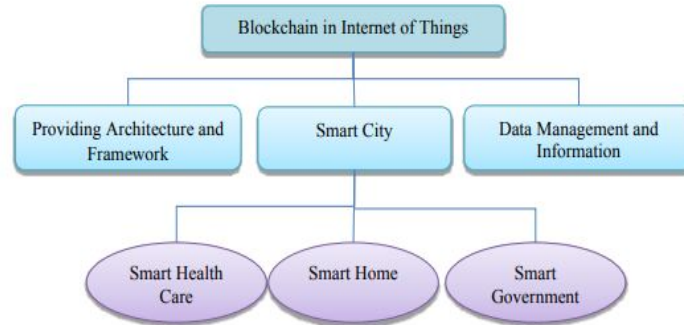 Blockchain in Internet of Things
Providing Architecture and
Framework
Smart City
Data Management and
Information
Smart Health
Care
Smart Home
Smart
Government